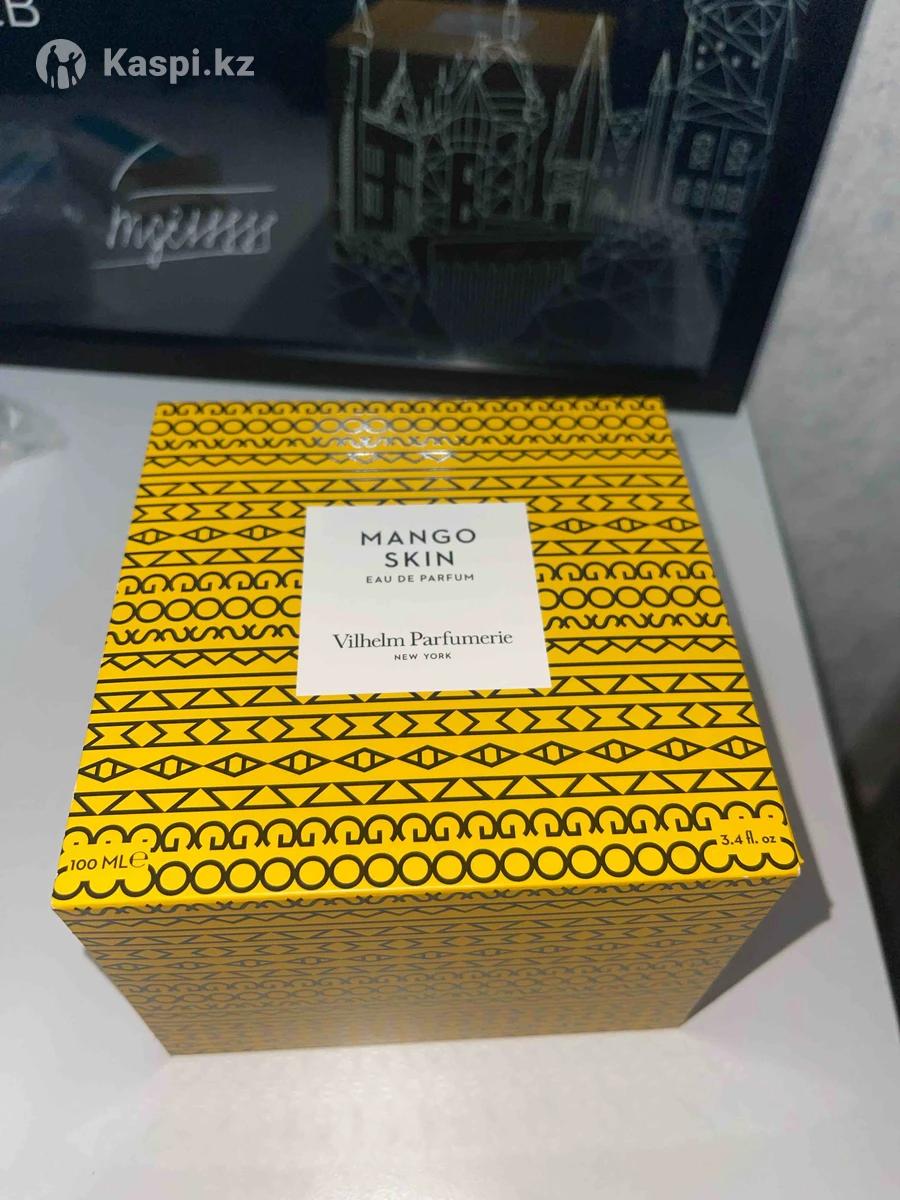 Kaspi.kz
MANGO
SKIN
EAU DE PARFUM
Vilhelm Parfumerie
NEW YORK
100 ML℮
3.4 fl. oz